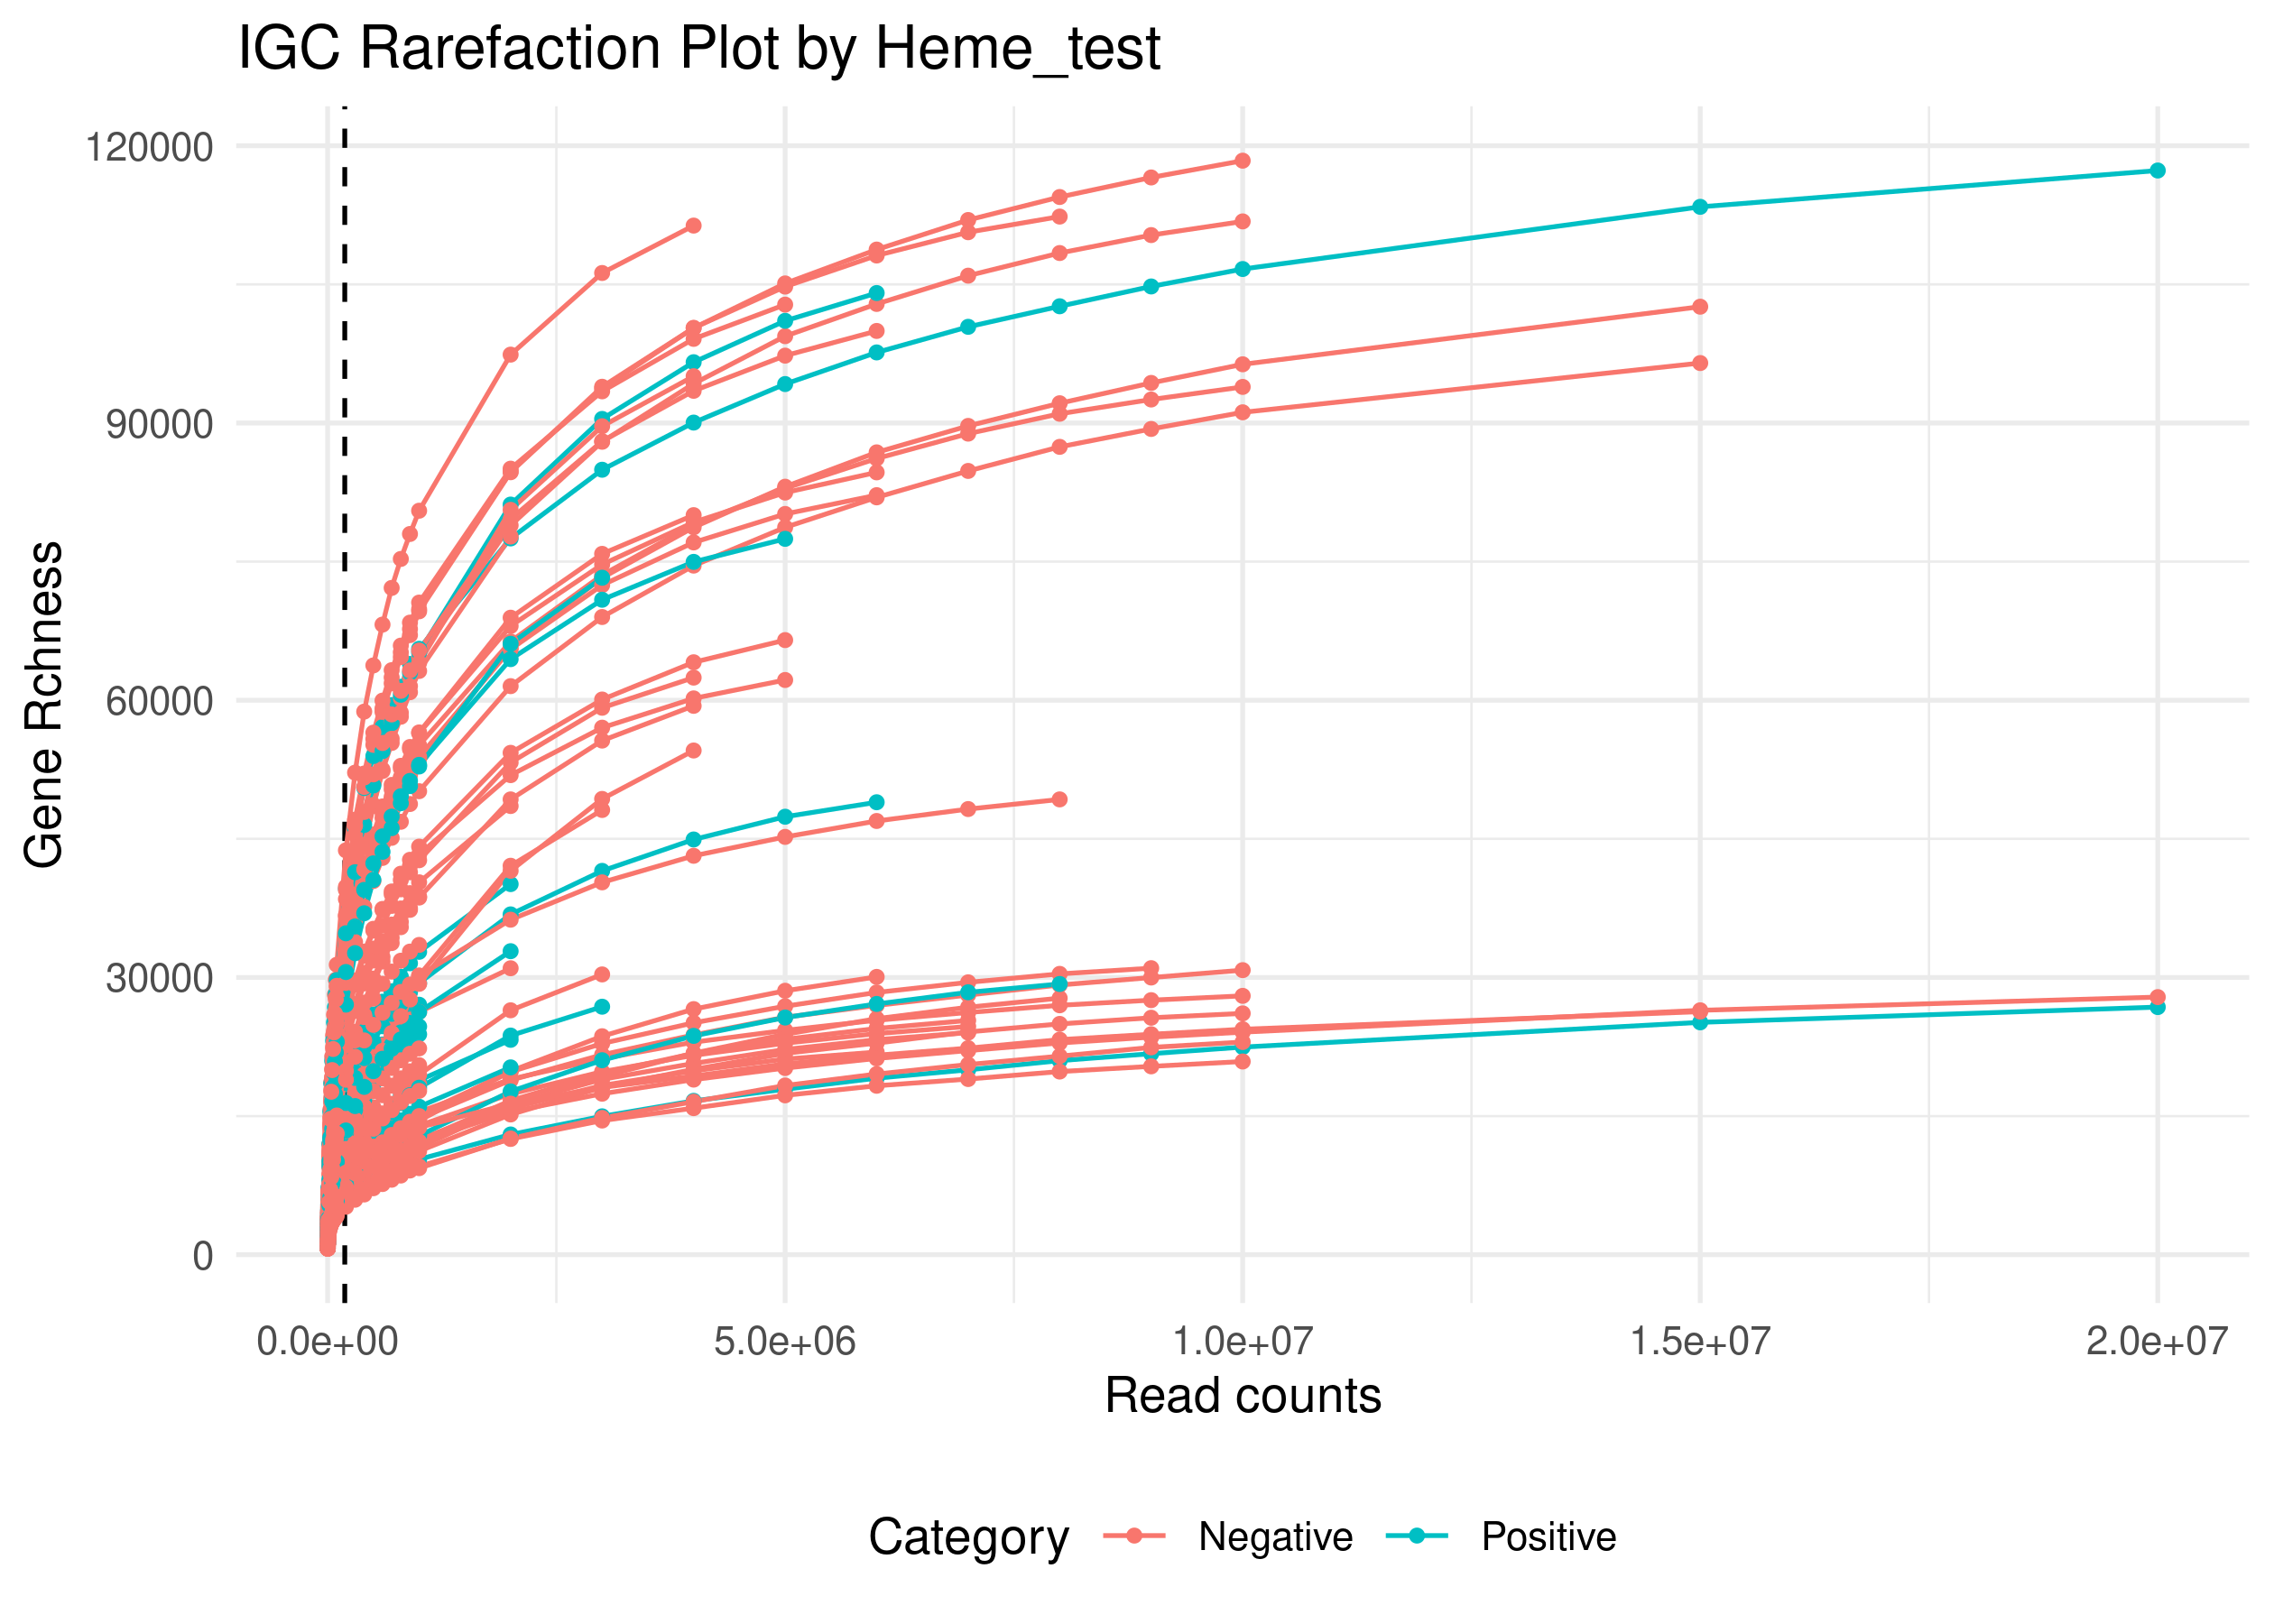 IGC Rarefaction Plot by Heme_test
120000
90000
60000
30000
0
Gene Rchness
0.0e+00 5.0e+06 1.0e+07 1.5e+07 2.0e+07
Read counts
Category Negative Positive